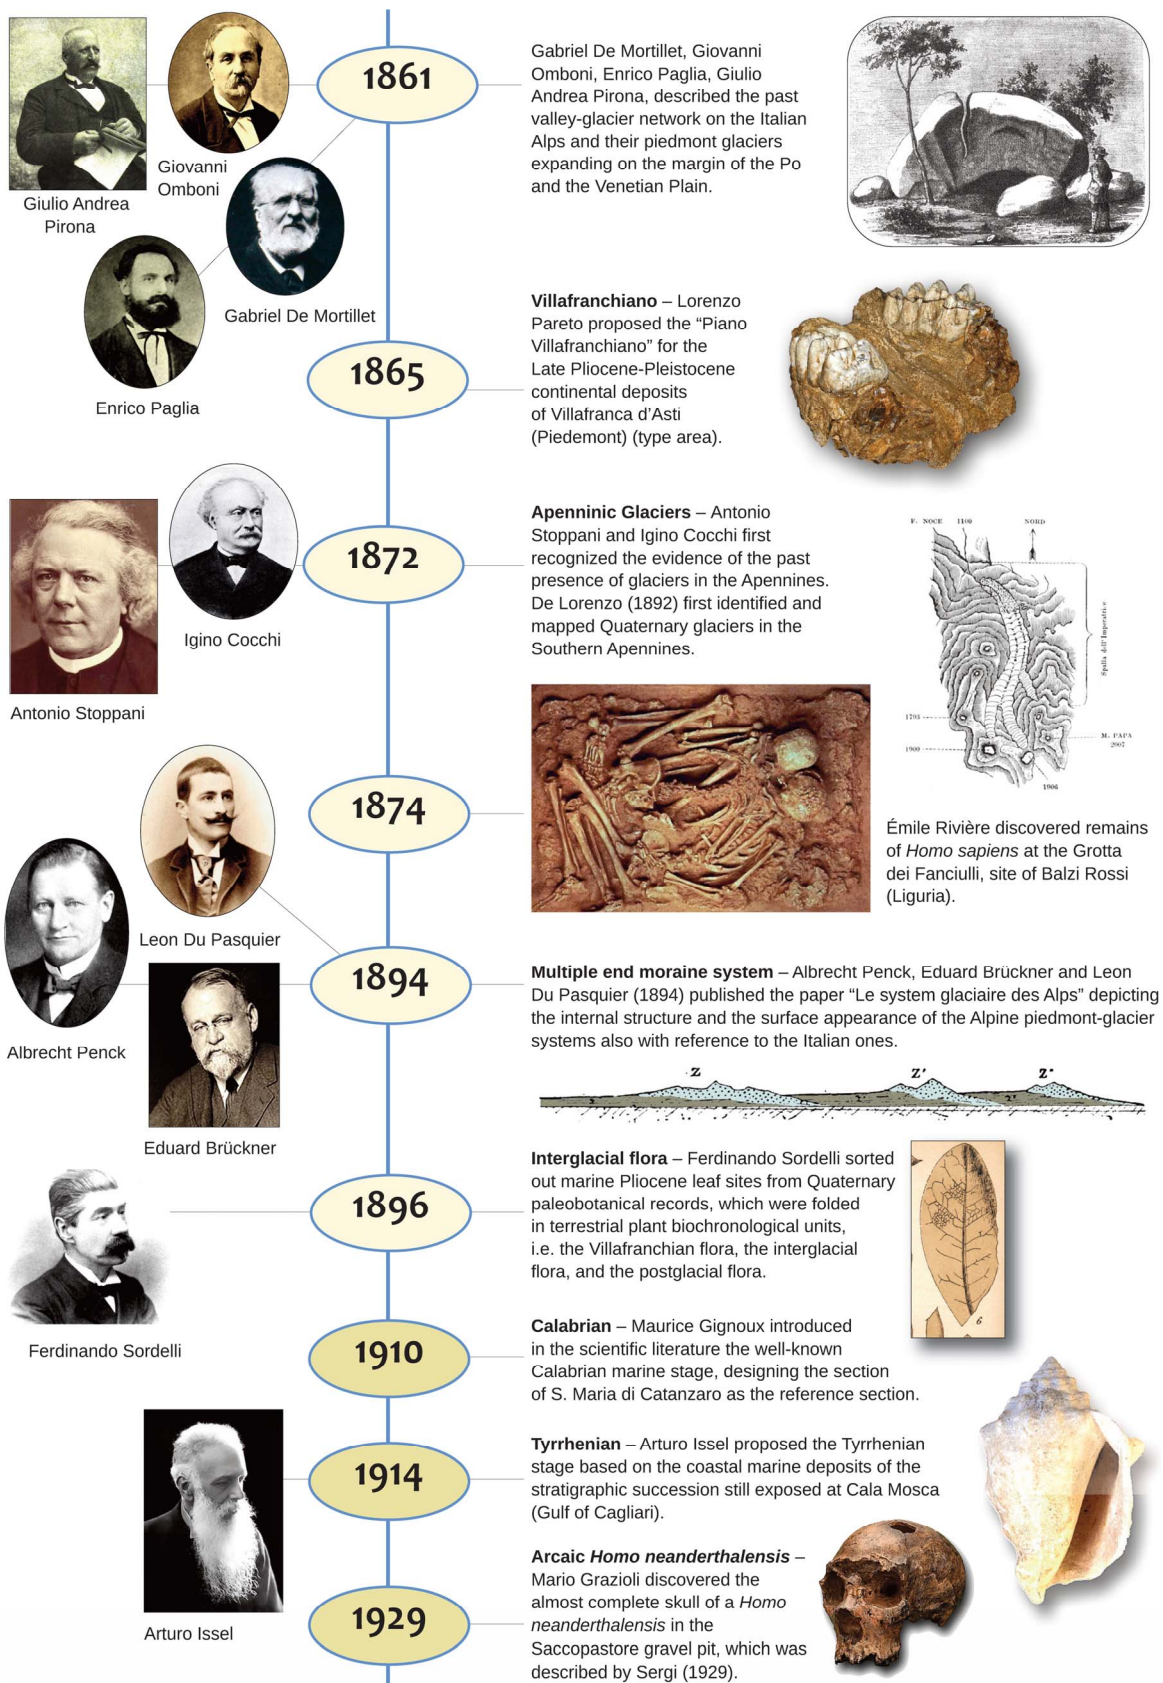 1861
Giulio Andrea
Pirona
Giovanni
Omboni
Gabriel De Mortillet
Enrico Paglia
Gabriel De Mortillet, Giovanni
Omboni, Enrico Paglia, Giulio
Andrea Pirona, described the past
valley-glacier network on the Italian
Alps and their piedmont glaciers
expanding on the margin of the Po
and the Venetian Plain.
1865
Villafranchiano – Lorenzo
Pareto proposed the “Piano
Villafranchiano” for the
Late Pliocene-Pleistocene
continental deposits
of Villafranca d’Asti
(Piedemont) (type area).
1872
Igino Cocchi
Antonio Stoppani
Apenninic Glaciers – Antonio
Stoppani and Igino Cocchi first
recognized the evidence of the past
presence of glaciers in the Apennines.
De Lorenzo (1892) first identified and
mapped Quaternary glaciers in the
Southern Apennines.
F. NOCE 1100 NORD
Spalla dell'Imperatrice
1793
M. PAPA
2007
1900
1906
1874
Émile Rivière discovered remains
of Homo sapiens at the Grotta
dei Fanciulli, site of Balzi Rossi
(Liguria).
1894
Leon Du Pasquier
Albrecht Penck
Eduard Brückner
Multiple end moraine system – Albrecht Penck, Eduard Brückner and Leon
Du Pasquier (1894) published the paper “Le system glaciaire des Alps” depicting
the internal structure and the surface appearance of the Alpine piedmont-glacier
systems also with reference to the Italian ones.
Z Z' Z"
1896
Ferdinando Sordelli
Interglacial flora – Ferdinando Sordelli sorted
out marine Pliocene leaf sites from Quaternary
paleobotanical records, which were folded
in terrestrial plant biochronological units,
i.e. the Villafranchian flora, the interglacial
flora, and the postglacial flora.
6
1910
Calabrian – Maurice Gignoux introduced
in the scientific literature the well-known
Calabrian marine stage, designing the section
of S. Maria di Catanzaro as the reference section.
1914
Arturo Issel
Tyrrhenian – Arturo Issel proposed the Tyrrhenian
stage based on the coastal marine deposits of the
stratigraphic succession still exposed at Cala Mosca
(Gulf of Cagliari).
1929
Arcaic Homo neanderthalensis –
Mario Grazioli discovered the
almost complete skull of a Homo
neanderthalensis in the
Saccopastore gravel pit, which was
described by Sergi (1929).